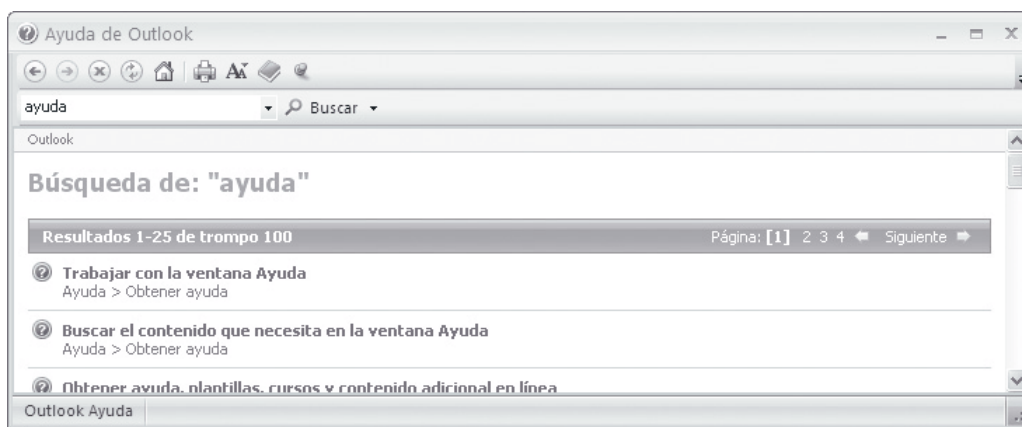 Ayuda de Outlook
ayuda Buscar
Outlook
Búsqueda de: "ayuda"
Resultados 1-25 de trompo 100 Página: [1] 2 3 4 Siguiente
Trabajar con la ventana Ayuda
Ayuda > Obtener ayuda
Buscar el contenido que necesita en la ventana Ayuda
Ayuda > Obtener ayuda
Obtener ayuda, plantillas, cursos y contenido adicional en línea
Outlook Ayuda